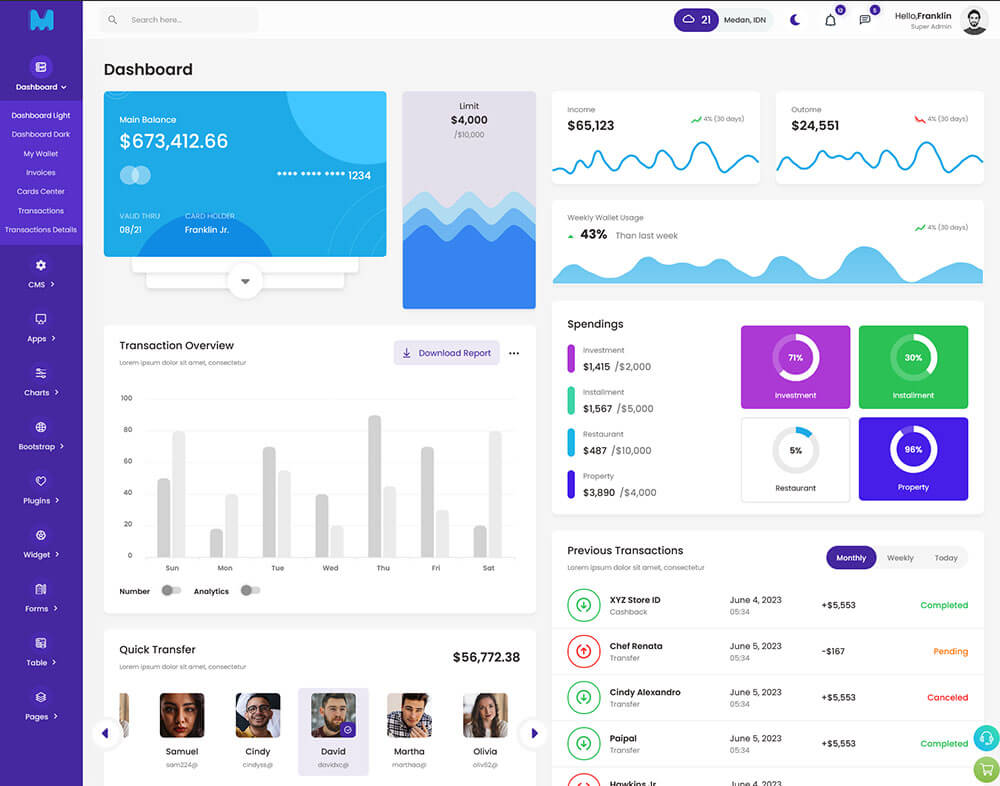 Search here...
21
Medan, IDN
12
5
Hello,Franklin
Super Admin
Dashboard
Dashboard Light
Dashboard Dark
My Wallet
Invoices
Cards Center
Transactions
Transactions Details
CMS
Apps
Charts
Bootstrap
Plugins
Widget
Forms
Table
Pages
Dashboard
Main Balance
$673,412.66
**** **** **** 1234
VALID THRU
08/21
CARD HOLDER
Franklin Jr.
Limit
$4,000
/$10,000
Income
$65,123
4% (30 days)
Outome
$24,551
4% (30 days)
Weekly Wallet Usage
43% Than last week
4% (30 days)
Transaction Overview
Lorem ipsum dolor sit amet, consectetur
Download Report
100
80
60
40
20
0
Sun Mon Tue Wed Thu Fri Sat
Number Analytics
Spendings
Investment
$1,415 /$2,000
Installment
$1,567 /$5,000
Restaurant
$487 /$10,000
Property
$3,890 /$4,000
71%
Investment
30%
Installment
5%
Restaurant
96%
Property
Quick Transfer
Lorem ipsum dolor sit amet, consectetur
$56,772.38
Samuel
sam224@
Cindy
cindyss@
David
davidxc@
Martha
marthaa@
Olivia
oliv62@
Previous Transactions
Lorem ipsum dolor sit amet, consectetur
Monthly Weekly Today
XYZ Store ID
Cashback
June 4, 2023
05:34
+$5,553
Completed
Chef Renata
Transfer
June 5, 2023
05:34
-$167
Pending
Cindy Alexandro
Transfer
June 5, 2023
05:34
+$5,553
Canceled
Paipal
Transfer
June 5, 2023
05:34
+$5,553
Completed
Hawkins Jr.
June 4, 2023